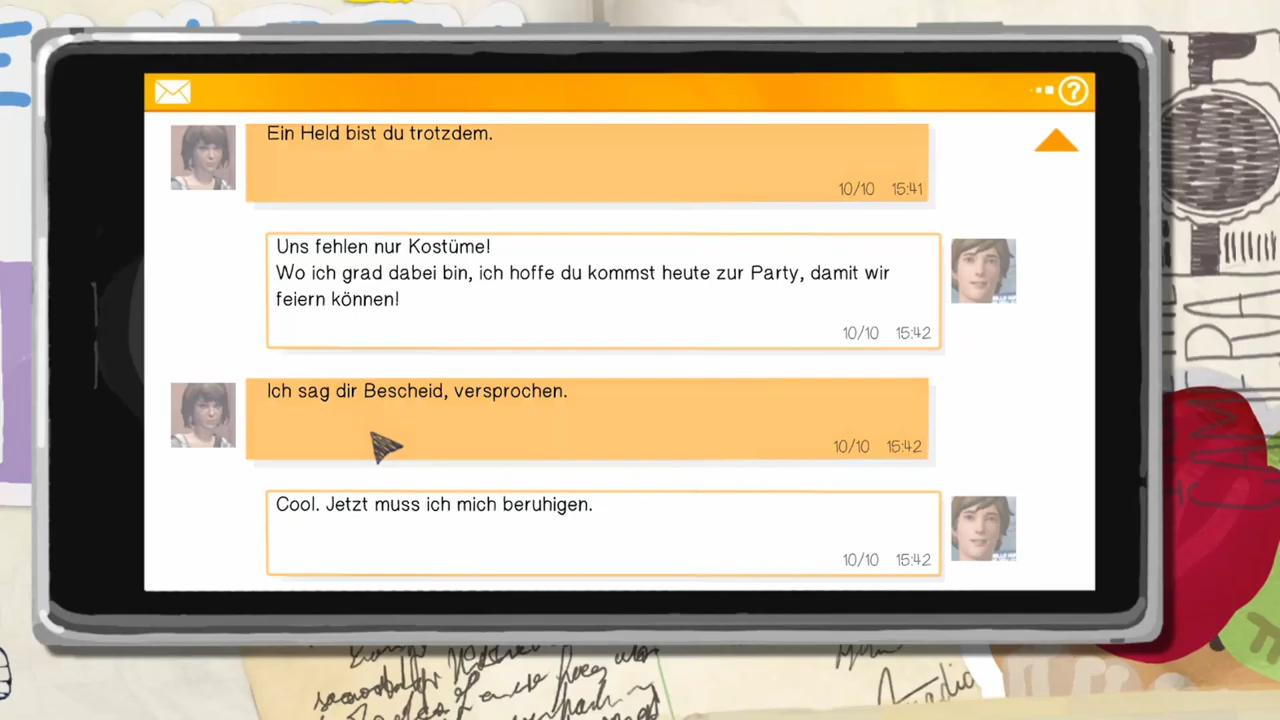 Ein Held bist du trotzdem.
10/10 15:41
Uns fehlen nur Kostüme!
Wo ich grad dabei bin, ich hoffe du kommst heute zur Party, damit wir
feiern können!
10/10 15:42
Ich sag dir Bescheid, versprochen.
10/10 15:42
Cool. Jetzt muss ich mich beruhigen.
10/10 15:42
CAMERA